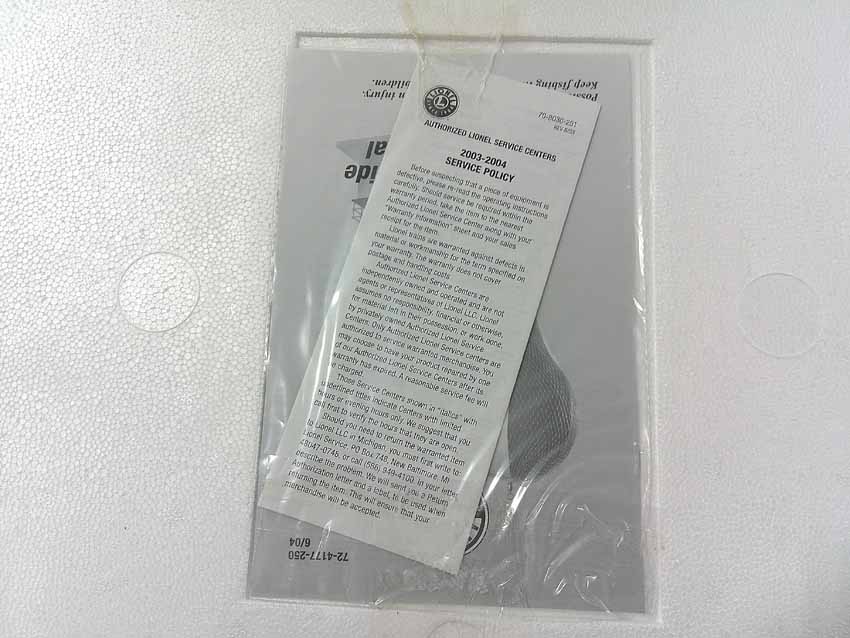 Keep fishing
Possi
n injury.
hildren.
ide
al
LIONEL
L
70-8030-251
AUTHORIZED LIONEL SERVICE CENTERS
2003-2004
SERVICE POLICY
Before suspecting that a piece of equipment is
defective, please re-read the operating instructions
carefully. Should service be required within the
warranty period, take the item to the nearest
Authorized Lionel Service Center along with your
"Warranty Information" sheet and your sales
receipt for the item.
Lionel trains are warranted against defects in
material or workmanship for the term specified on
your warranty. The warranty does not cover
postage and handling costs.
Authorized Lionel Service Centers are
independently owned and operated and are not
agents or representatives of Lionel LLC. Lionel
assumes no responsibility, financial or otherwise,
for material left in their possession, or work done,
by privately owned Authorized Lionel Service
Centers. Only Authorized Lionel Service centers are
authorized to service warranted merchandise. You
may choose to have your product repaired by one
of our Authorized Lionel Service Centers after its
warranty has expired. A reasonable service fee will
be charged.
Those Service Centers shown in "Italics" with
underlined titles indicate Centers with limited
hours or evening hours only. We suggest that you
call first to verify the hours that they are open.
Should you need to return the warranted item
to Lionel LLC in Michigan, you must first write to:
Lionel Service, PO Box 748, New Baltimore, MI
48047-0748, or call (586) 949-4100. In your letter,
describe the problem. We will send you a Return
Authorization letter and a label, to be used when
returning the item. This will ensure that your
merchandise will be accepted.
72-4177-250
6/04